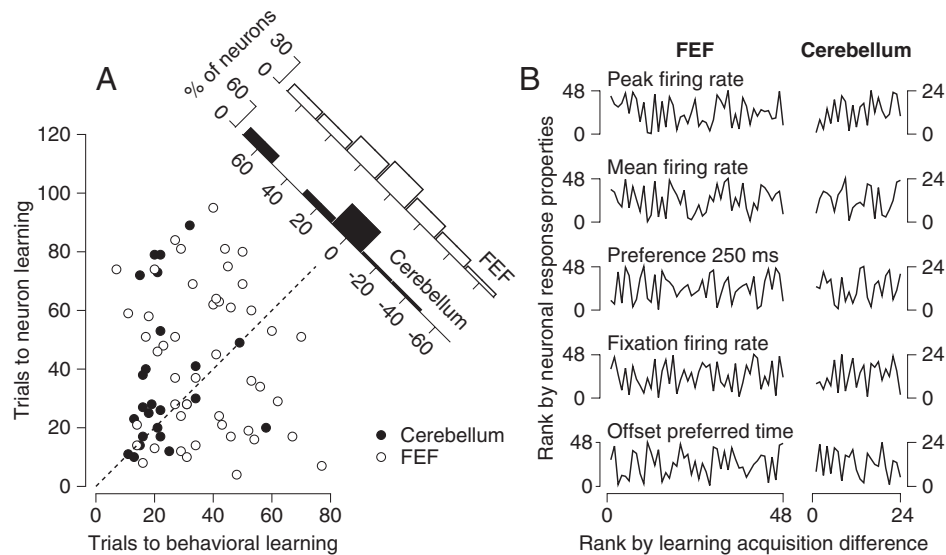 A
% of neurons
30
0
60
0
60
40
20
0
-20
-40
-60
Cerebellum
FEF
Trials to neuron learning
120
100
80
60
40
20
0
0 20 40 60 80
Trials to behavioral learning
Cerebellum
FEF
B
FEF Cerebellum
Rank by neuronal response properties
Peak firing rate
48 24
0 0
Mean firing rate
48 24
0 0
Preference 250 ms
48 24
0 0
Fixation firing rate
48 24
0 0
Offset preferred time
48 24
0 0
0 48 0 24
Rank by learning acquisition difference